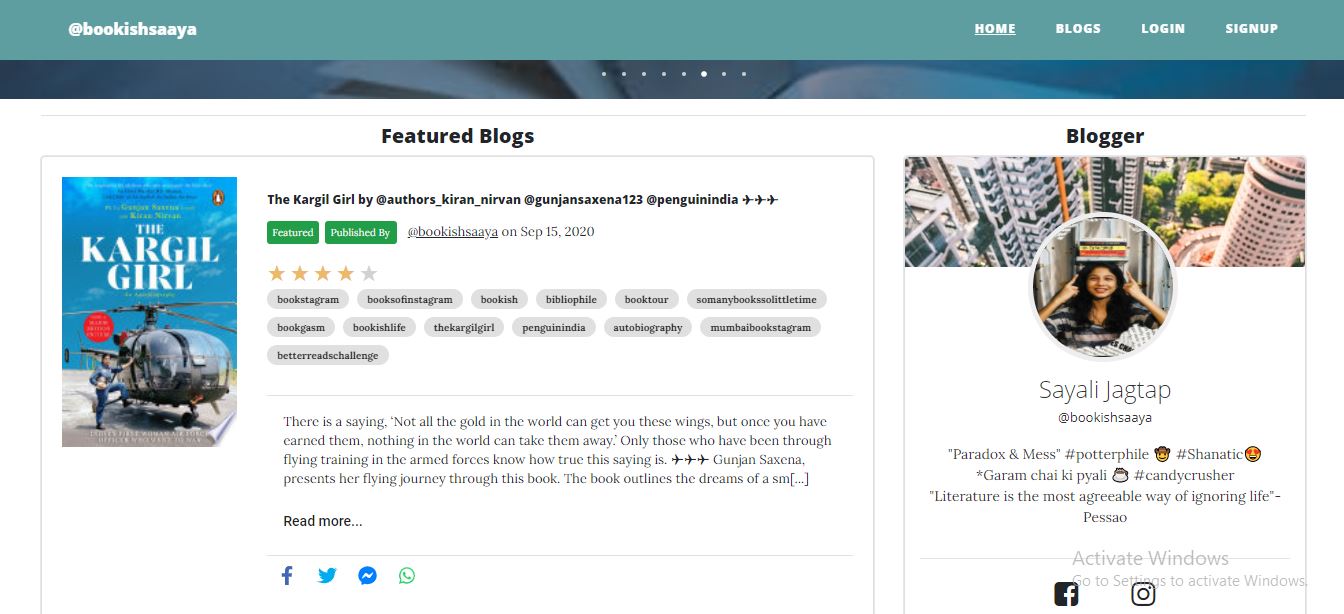 @bookishsaaya
HOME BLOGS LOGIN SIGNUP
Featured Blogs
THE
KARGIL
GIRL
The Kargil Girl by @authors_kiran_nirvan @gunjansaxena123 @penguinindia ✈✈✈
Featured Published By @bookishsaaya on Sep 15, 2020
bookstagram booksofinstagram bookish bibliophile booktour somanybookssolittletime
bookgasm bookishlife thekargilgirl penguinindia autobiography mumbaibookstagram
betterreadschallenge
There is a saying, ‘Not all the gold in the world can get you these wings, but once you have
earned them, nothing in the world can take them away.’ Only those who have been through
flying training in the armed forces know how true this saying is. ✈✈✈ Gunjan Saxena,
presents her flying journey through this book. The book outlines the dreams of a sm[...]
Read more...
Blogger
Sayali Jagtap
@bookishsaaya
"Paradox & Mess" #potterphile 🤠 #Shanatic😍
*Garam chai ki pyali ☕ #candycrusher
"Literature is the most agreeable way of ignoring life"-
Pessao
Activate Windows
Go to Settings to activate Windows.